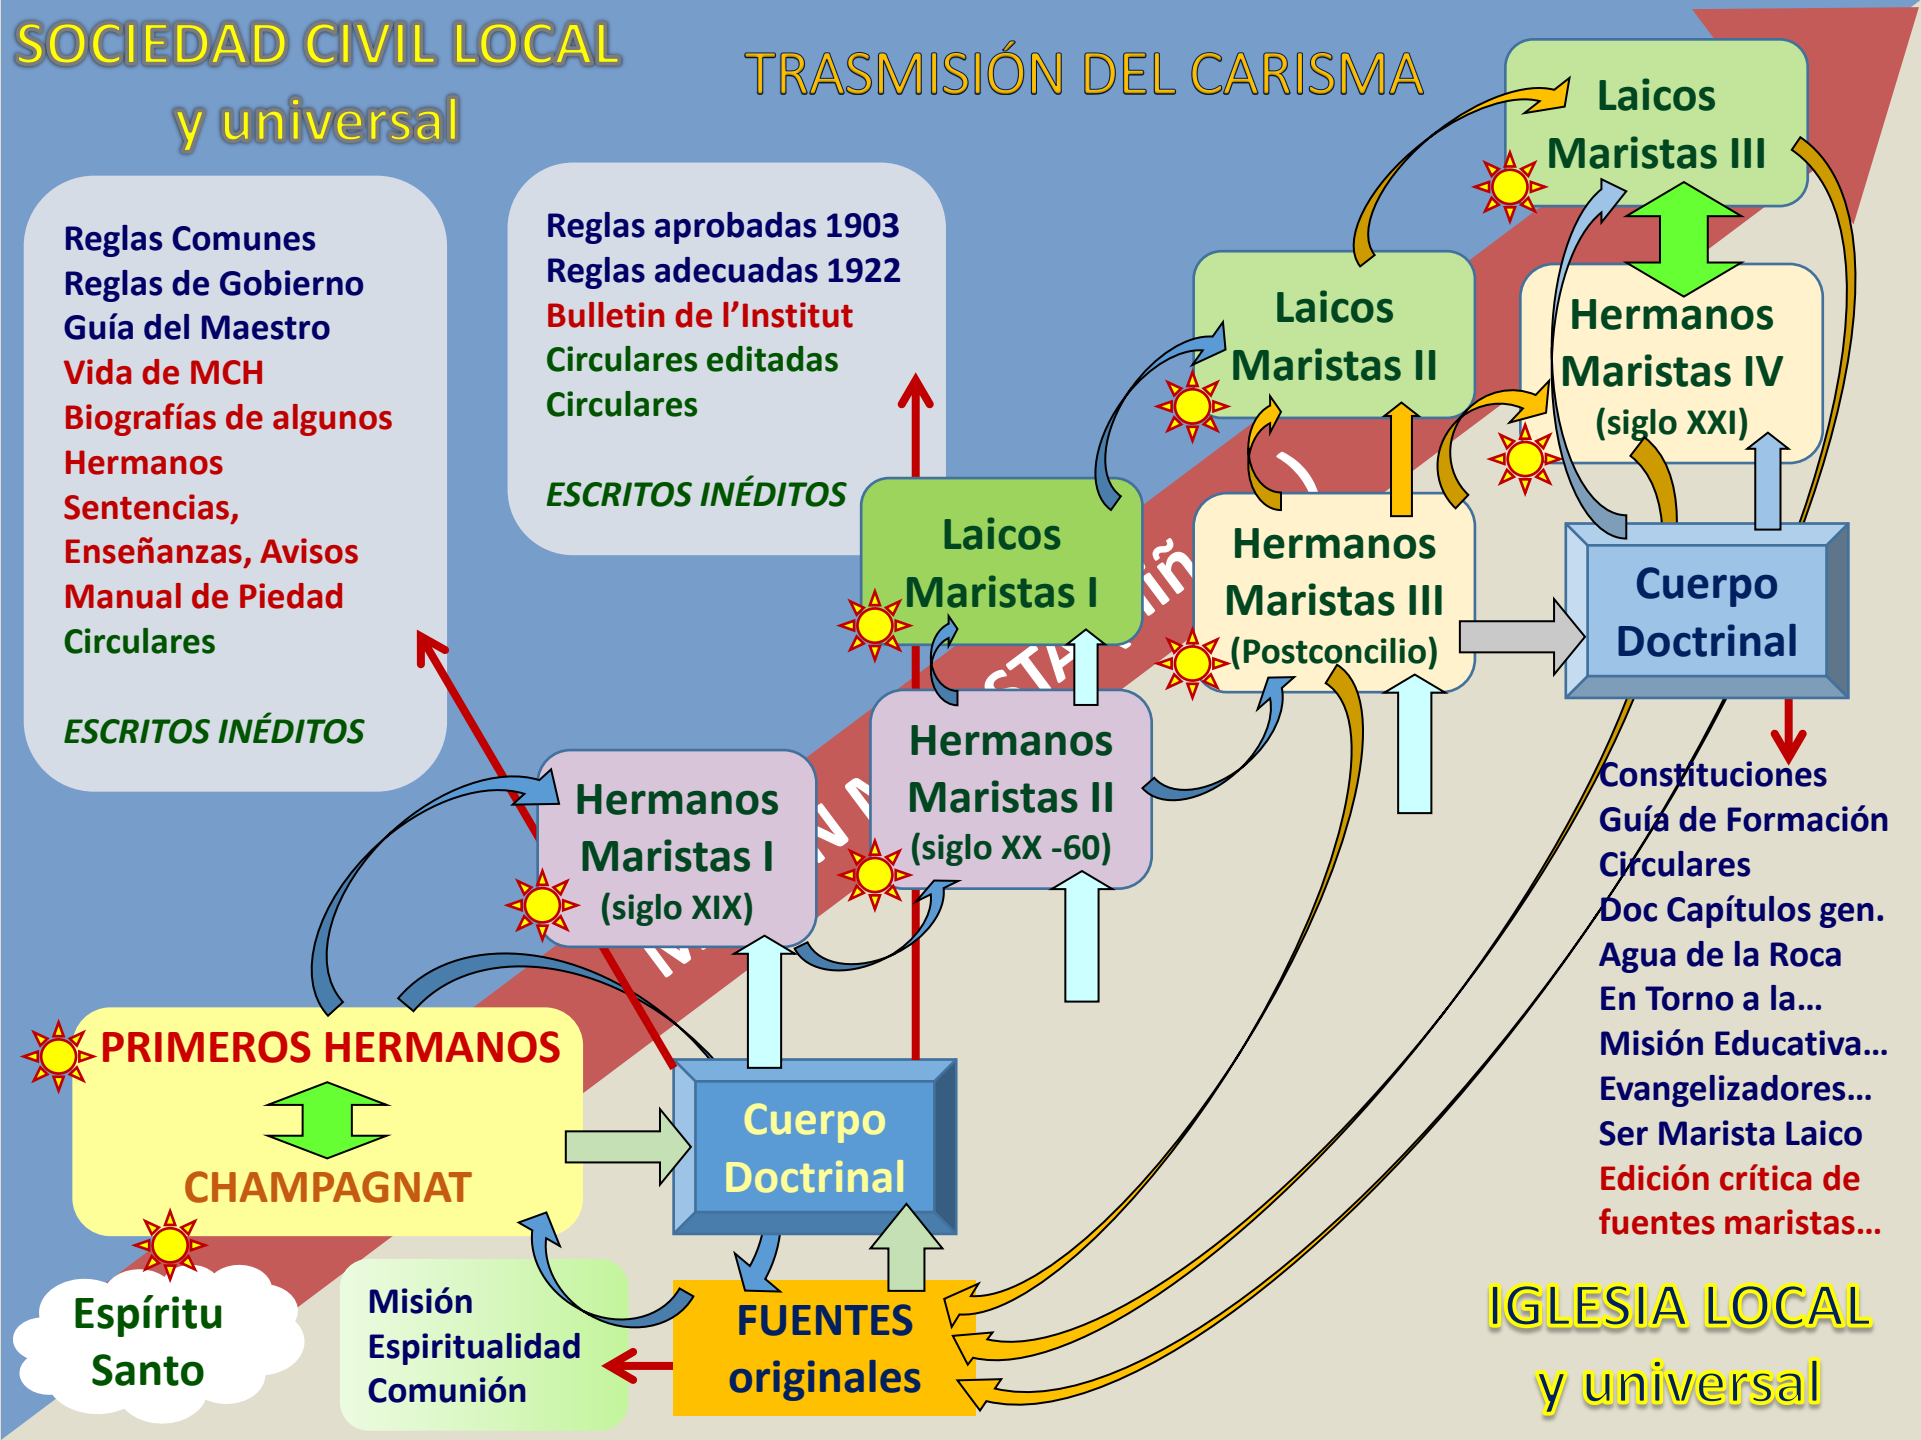 SOCIEDAD CIVIL LOCAL
y universal
TRASMISIÓN DEL CARISMA
Reglas Comunes
Reglas de Gobierno
Guía del Maestro
Vida de MCH
Biografías de algunos
Hermanos
Sentencias,
Enseñanzas, Avisos
Manual de Piedad
Circulares
ESCRITOS INÉDITOS
Reglas aprobadas 1903
Reglas adecuadas 1922
Bulletin de l’Institut
Circulares editadas
Circulares
ESCRITOS INÉDITOS
Laicos
Maristas III
Laicos
Maristas II
Hermanos
Maristas IV
(siglo XXI)
Laicos
Maristas I
Hermanos
Maristas III
(Postconcilio)
Cuerpo
Doctrinal
Hermanos
Maristas II
(siglo XX -60)
Hermanos
Maristas I
(siglo XIX)
Constituciones
Guía de Formación
Circulares
Doc Capítulos gen.
Agua de la Roca
En Torno a la…
Misión Educativa…
Evangelizadores…
Ser Marista Laico
Edición crítica de
fuentes maristas…
PRIMEROS HERMANOS
CHAMPAGNAT
Cuerpo
Doctrinal
Espíritu
Santo
Misión
Espiritualidad
Comunión
FUENTES
originales
IGLESIA LOCAL
y universal